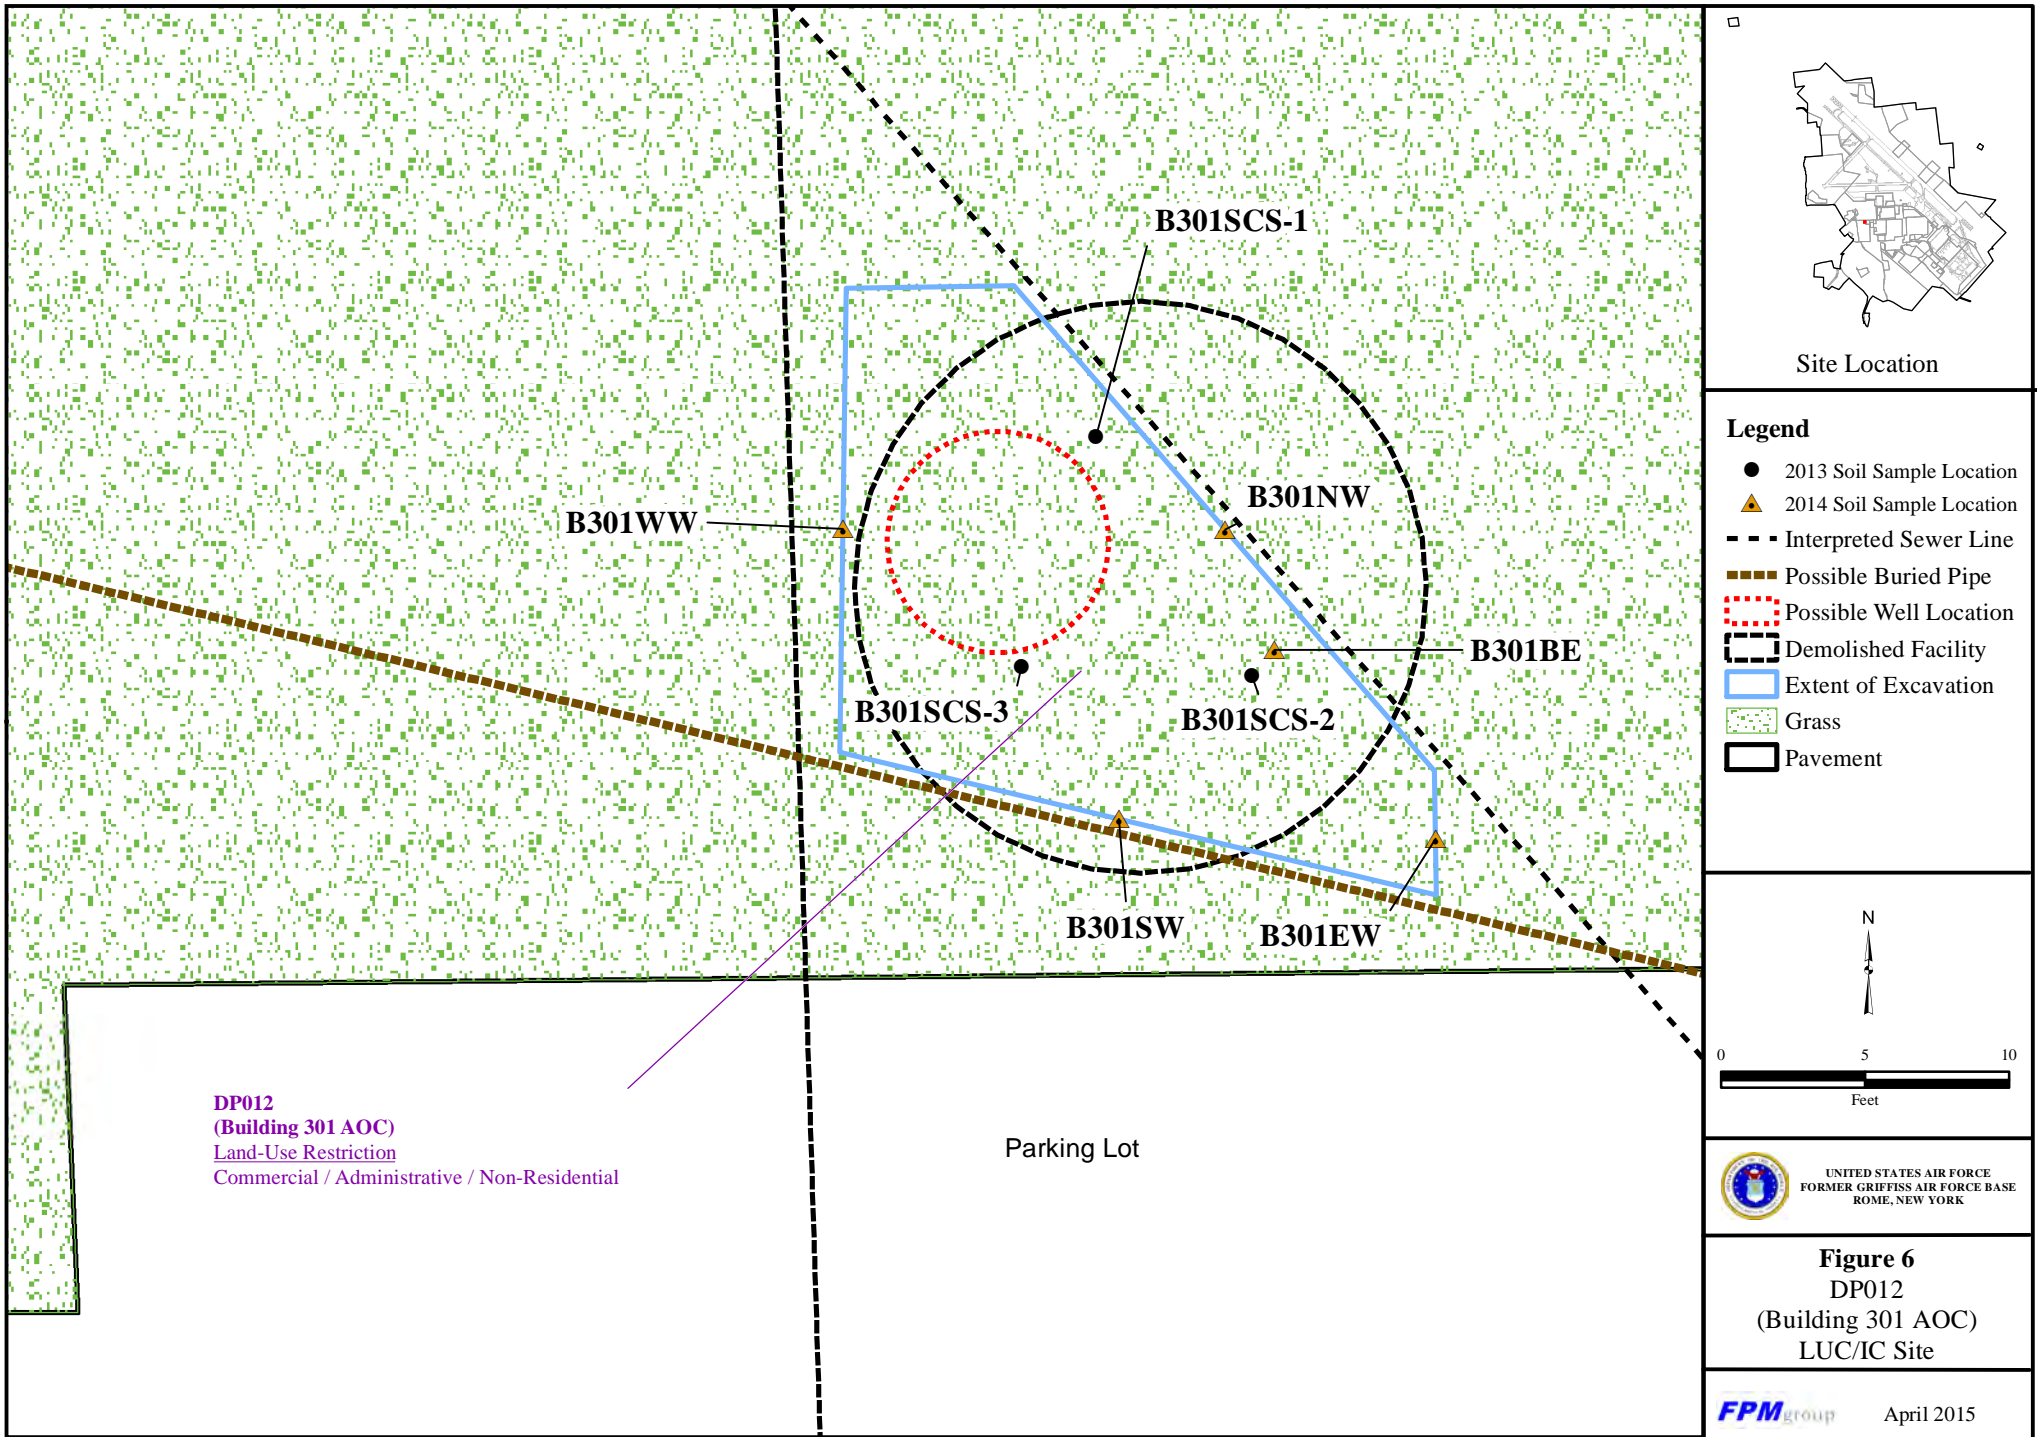 B301SCS-1
B301WW
B301NW
B301BE
B301SCS-3
B301SCS-2
B301SW
B301EW
DP012
(Building 301 AOC)
Land-Use Restriction
Commercial / Administrative / Non-Residential
Parking Lot
Site Location
Legend
2013 Soil Sample Location
2014 Soil Sample Location
Interpreted Sewer Line
Possible Buried Pipe
Possible Well Location
Demolished Facility
Extent of Excavation
Grass
Pavement
N
0 5 10
Feet
UNITED STATES AIR FORCE
FORMER GRIFFISS AIR FORCE BASE
ROME, NEW YORK
Figure 6
DP012
(Building 301 AOC)
LUC/IC Site
FPMgroup
April 2015